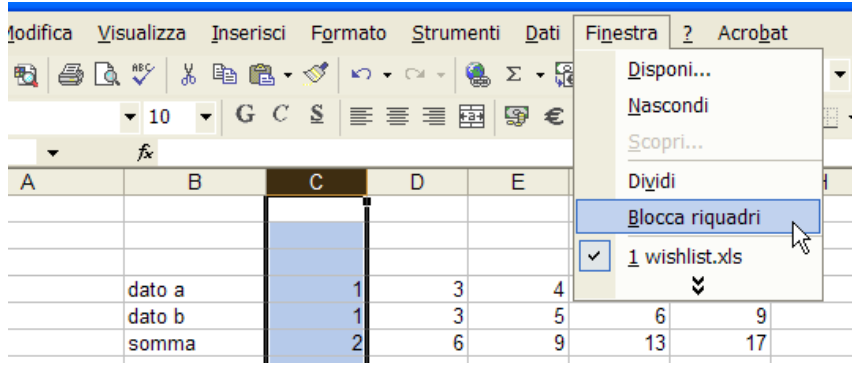 Modifica Visualizza Inserisci Formato Strumenti Dati Finestra ? Acrobat
ABC Σ
10 G C S €
fx
Disponi...
Nascondi
Scopri...
Dividi
Blocca riquadri
1 wishlist.xls
A B C D E H
dato a 1 3 4
dato b 1 3 5 6 9
somma 2 6 9 13 17